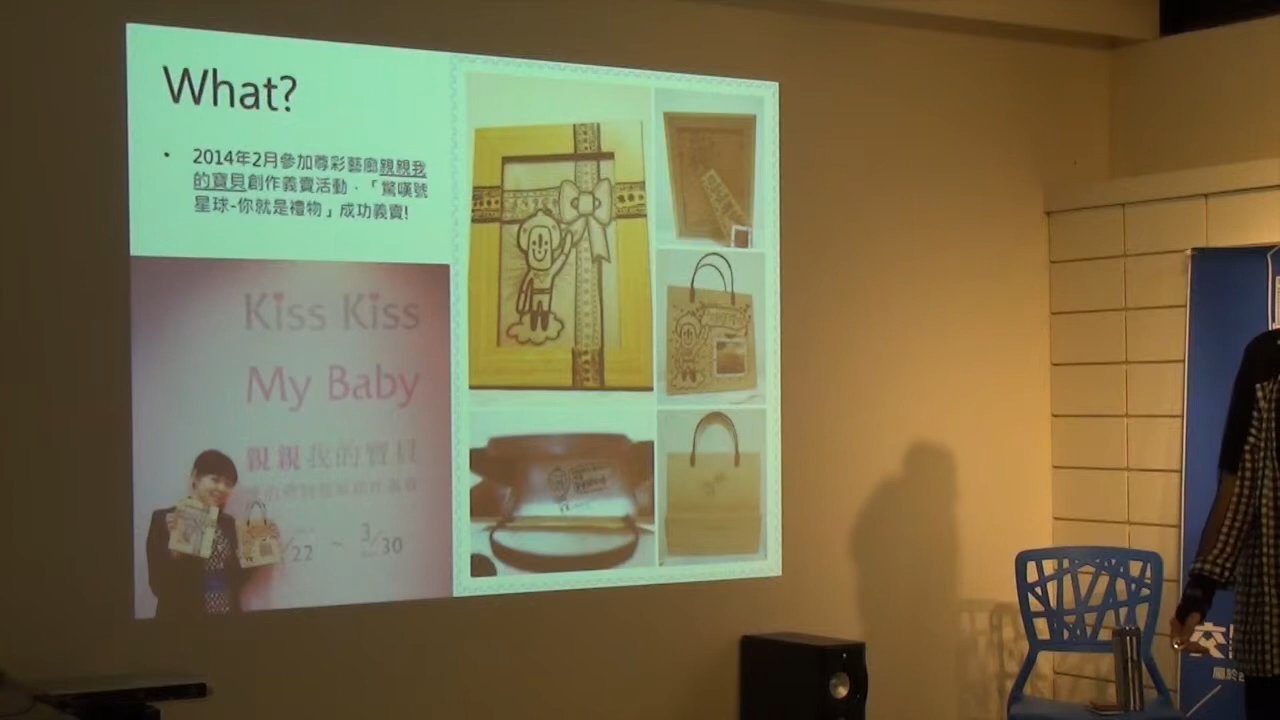 What?
• 2014年2月參加尊彩藝廊親親我
的寶貝創作義賣活動,「驚嘆號
星球-你就是禮物」成功義賣!
Kiss Kiss
My Baby
親親我的寶貝
22 ~ 3/30